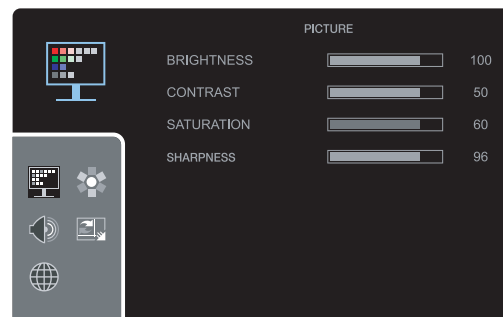 PICTURE
BRIGHTNESS 100
CONTRAST 50
SATURATION 60
SHARPNESS 96